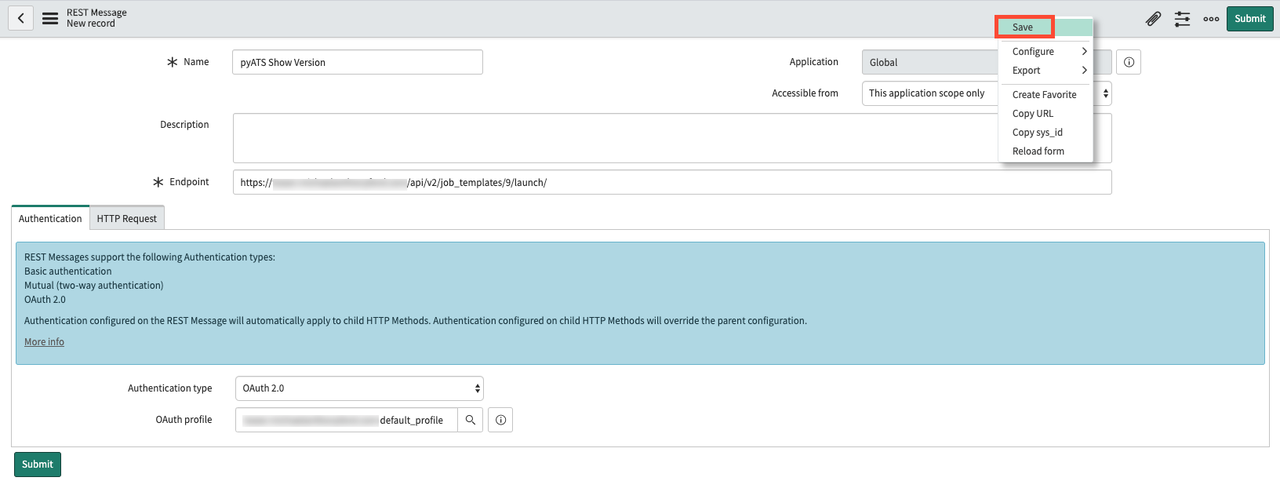 REST Message
New record
Submit
Save
Configure
Export
Create Favorite
Copy URL
Copy sys_id
Reload form
Name
pyATS Show Version
Application
Global
Accessible from
This application scope only
Description
Endpoint
https:// /api/v2/job_templates/9/launch/
Authentication
HTTP Request
REST Messages support the following Authentication types:
Basic authentication
Mutual (two-way authentication)
OAuth 2.0
Authentication configured on the REST Message will automatically apply to child HTTP Methods. Authentication configured on child HTTP Methods will override the parent configuration.
More info
Authentication type
OAuth 2.0
OAuth profile
default_profile
Submit